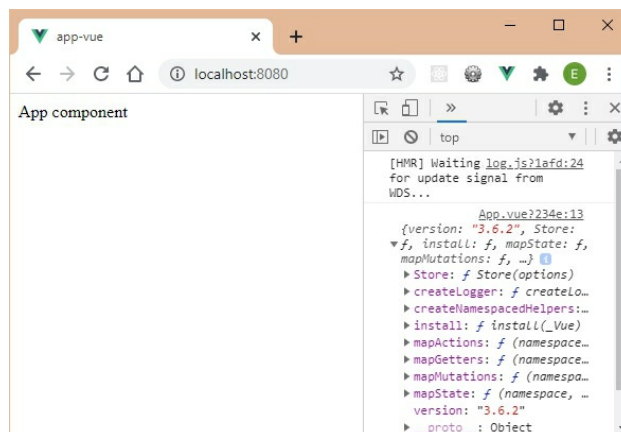 app-vue
localhost:8080
E
App component
top
[HMR] Waiting log.js?1afd:24
for update signal from
WDS...
App.vue?234e:13
{version: "3.6.2", Store:
ƒ, install: ƒ, mapState: ƒ,
mapMutations: ƒ, …}
Store: ƒ Store(options)
createLogger: ƒ createLo…
createNamespacedHelpers:…
install: ƒ install(_Vue)
mapActions: ƒ (namespace…
mapGetters: ƒ (namespace…
mapMutations: ƒ (namespa…
mapState: ƒ (namespace, …
version: "3.6.2"
__proto__: Object